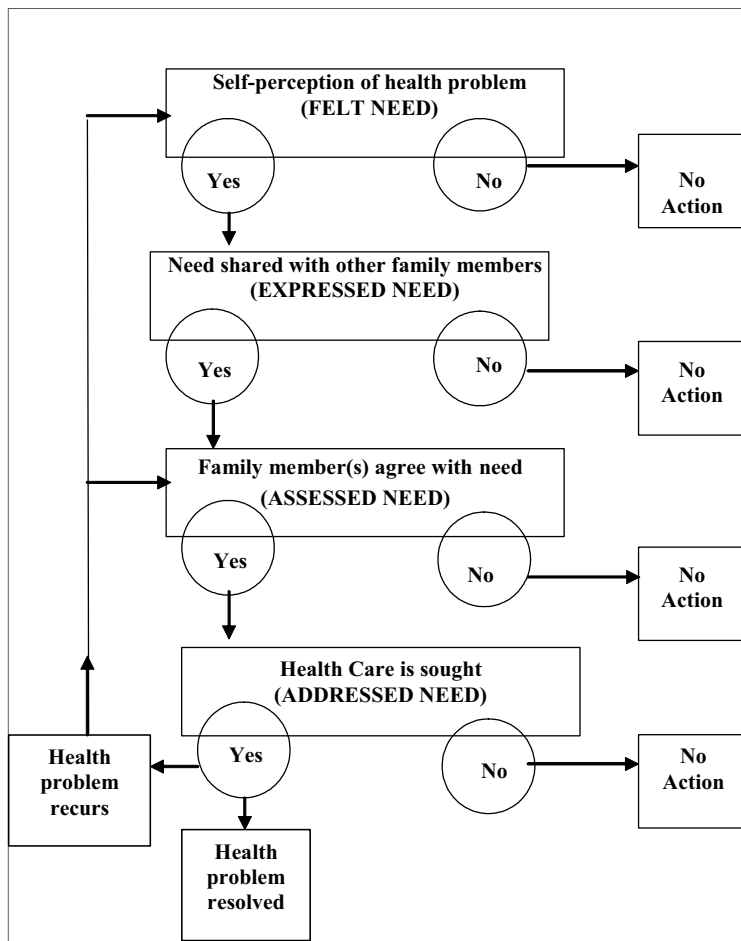 Self-perception of health problem
(FELT NEED)
Yes
No
No
Action
Need shared with other family members
(EXPRESSED NEED)
Yes
No
No
Action
Family member(s) agree with need
(ASSESSED NEED)
Yes
No
No
Action
Health Care is sought
(ADDRESSED NEED)
Yes
No
No
Action
Health
problem
recurs
Health
problem
resolved